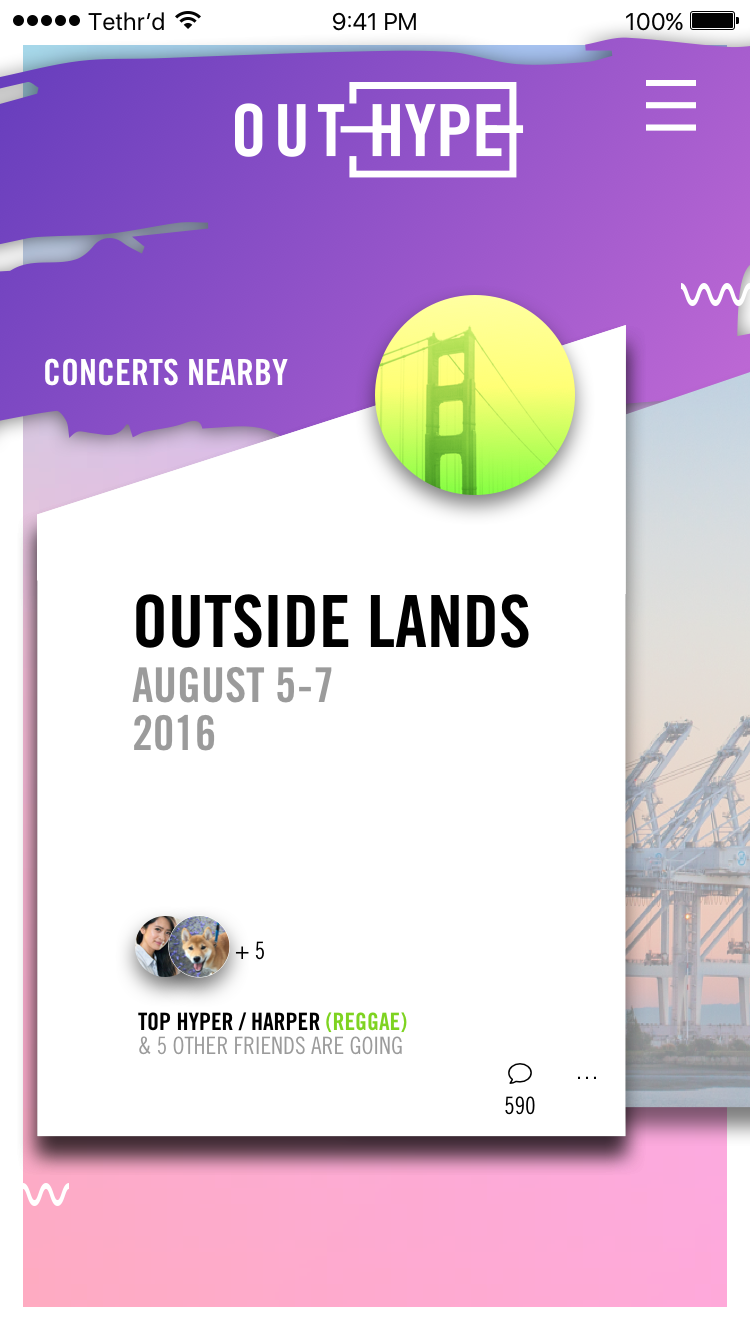 Tethr’d 9:41 PM 100%
OUT HYPE
CONCERTS NEARBY
OUTSIDE LANDS
AUGUST 5-7
2016
+ 5
TOP HYPER / HARPER (REGGAE)
& 5 OTHER FRIENDS ARE GOING
...
590